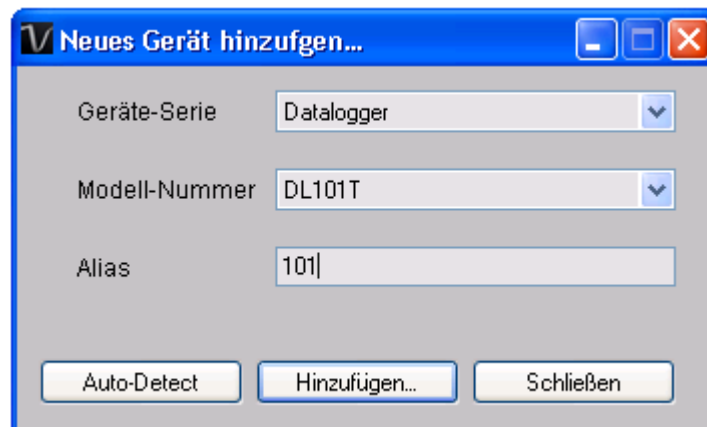 Neues Gerät hinzufgen...
Geräte-Serie Datalogger
Modell-Nummer DL101T
Alias 101
Auto-Detect Hinzufügen... Schließen